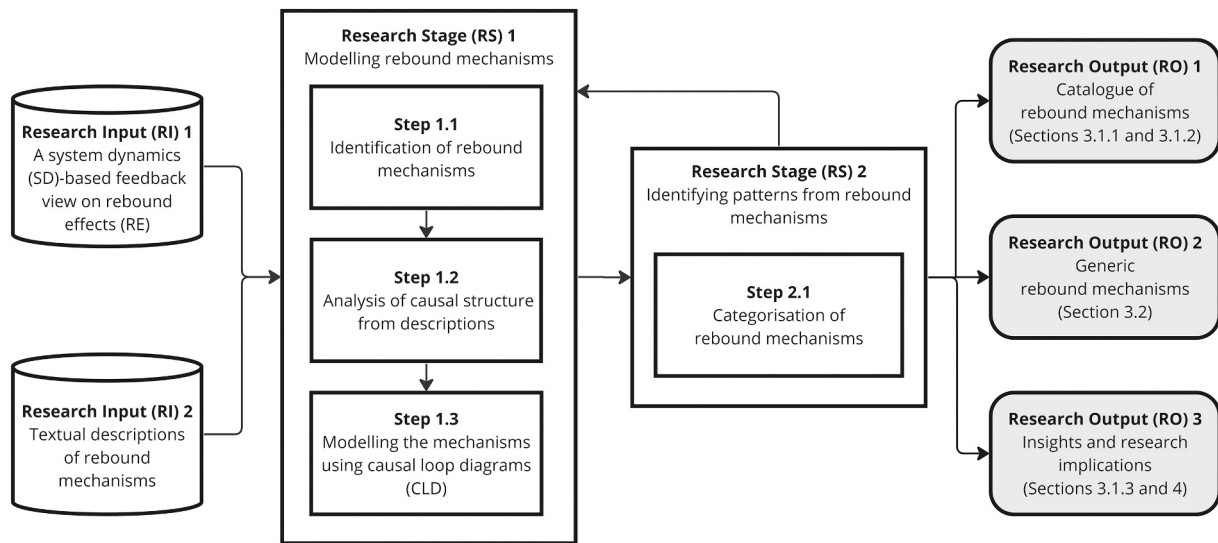 Research Input (RI) 1
A system dynamics
(SD)-based feedback
view on rebound
effects (RE)
Research Input (RI) 2
Textual descriptions
of rebound
mechanisms
Research Stage (RS) 1
Modelling rebound mechanisms
Step 1.1
Identification of rebound
mechanisms
Step 1.2
Analysis of causal structure
from descriptions
Step 1.3
Modelling the mechanisms
using causal loop diagrams
(CLD)
Research Stage (RS) 2
Identifying patterns from rebound
mechanisms
Step 2.1
Categorisation of
rebound mechanisms
Research Output (RO) 1
Catalogue of
rebound mechanisms
(Sections 3.1.1 and 3.1.2)
Research Output (RO) 2
Generic
rebound mechanisms
(Section 3.2)
Research Output (RO) 3
Insights and research
implications
(Sections 3.1.3 and 4)